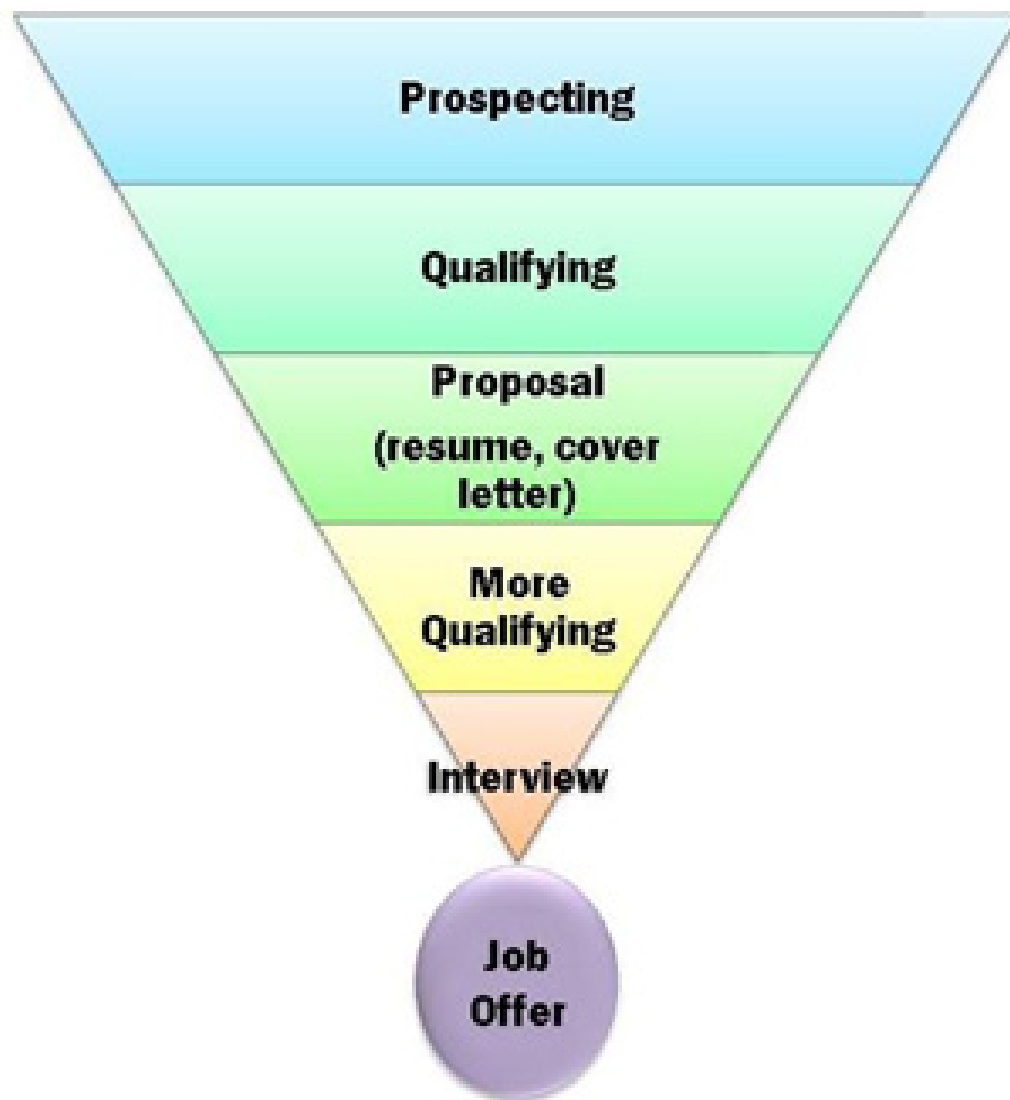 Prospecting
Qualifying
Proposal
(resume, cover
letter)
More
Qualifying
Interview
Job
Offer